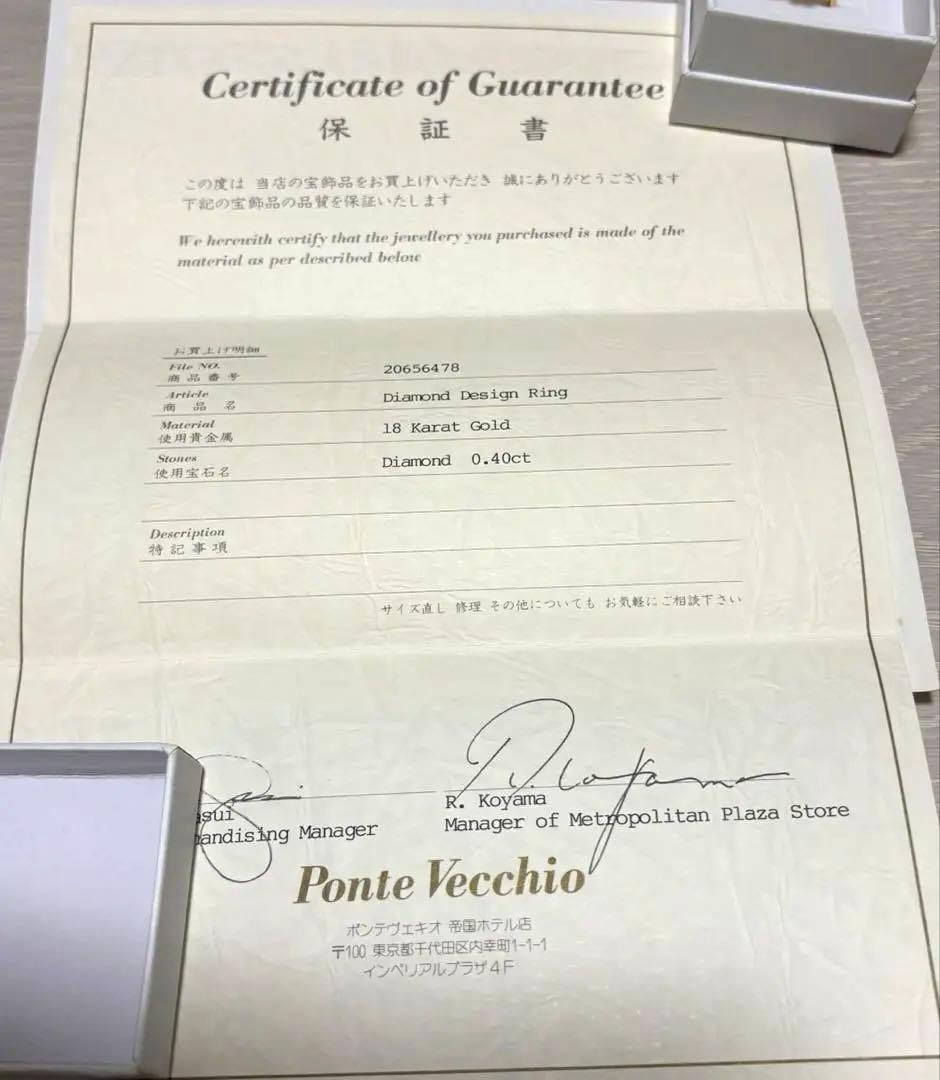 Certificate of Guarantee
保 証 書
この度は 当店の宝飾品をお買上げいただき 誠にありがとうございます
下記の宝飾品の品質を保証いたします
We herewith certify that the jewellery you purchased is made of the
material as per described below
お買上げ明細
File NO.
商品番号 20656478
Article
商品名 Diamond Design Ring
Material
使用貴金属 18 Karat Gold
Stones
使用宝石名 Diamond 0.40ct
Description
特記事項
サイズ直し 修理 その他についても お気軽にご相談下さい
R. Koyama
Manager
Manager of Metropolitan Plaza Store
Ponte Vecchio
ポンテヴェキオ 帝国ホテル店
〒100 東京都千代田区内幸町1-1-1
インペリアルプラザ4F